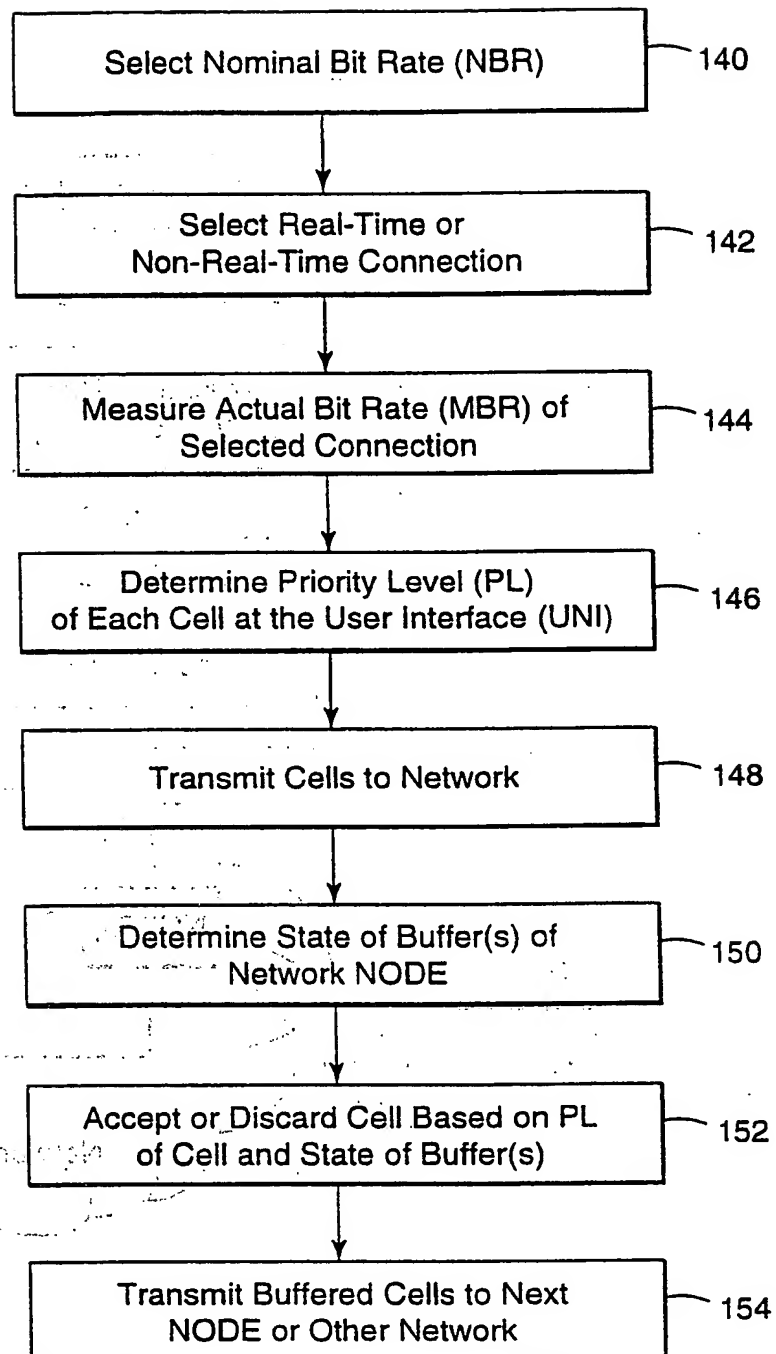 Select Nominal Bit Rate (NBR)
140
Select Real-Time or
Non-Real-Time Connection
142
Measure Actual Bit Rate (MBR) of
Selected Connection
144
Determine Priority Level (PL)
of Each Cell at the User Interface (UNI)
146
Transmit Cells to Network
148
Determine State of Buffer(s) of
Network NODE
150
Accept or Discard Cell Based on PL
of Cell and State of Buffer(s)
152
Transmit Buffered Cells to Next
NODE or Other Network
154